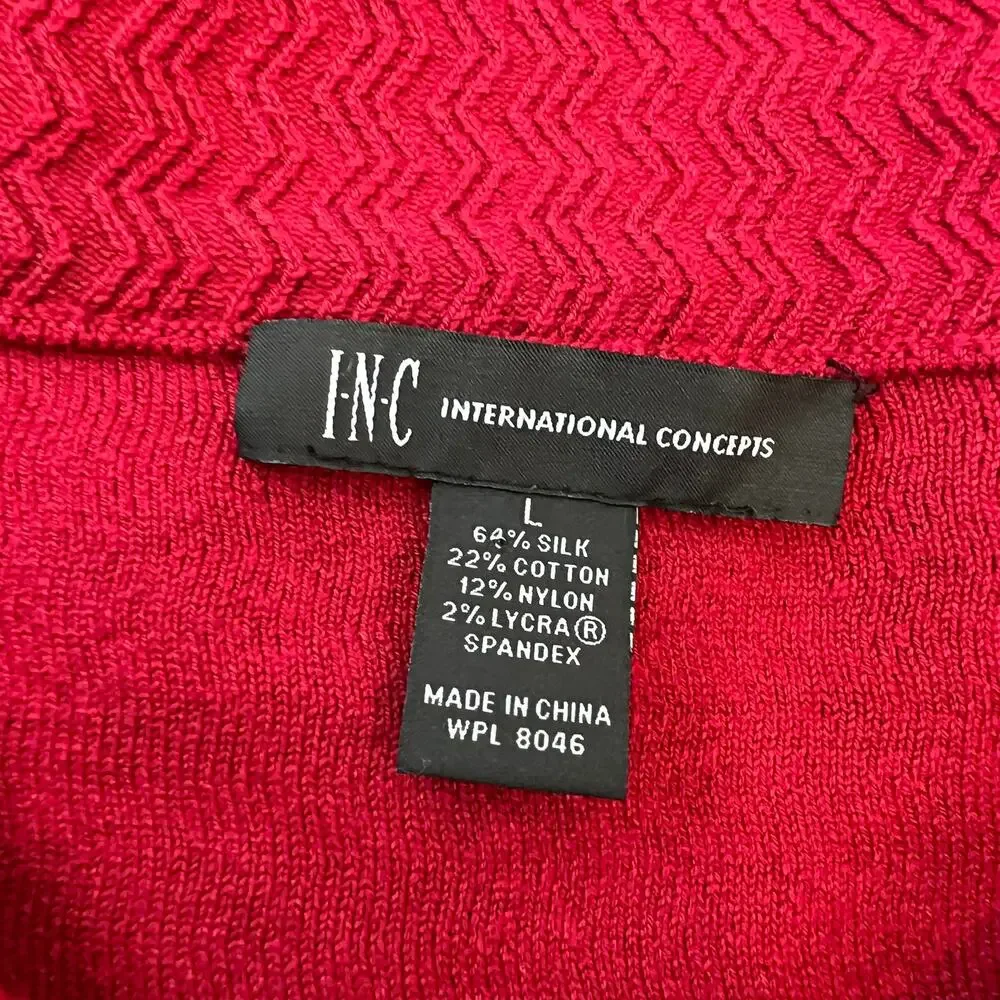 I·N·C INTERNATIONAL CONCEPTS
L
64% SILK
22% COTTON
12% NYLON
2% LYCRA®
SPANDEX
MADE IN CHINA
WPL 8046